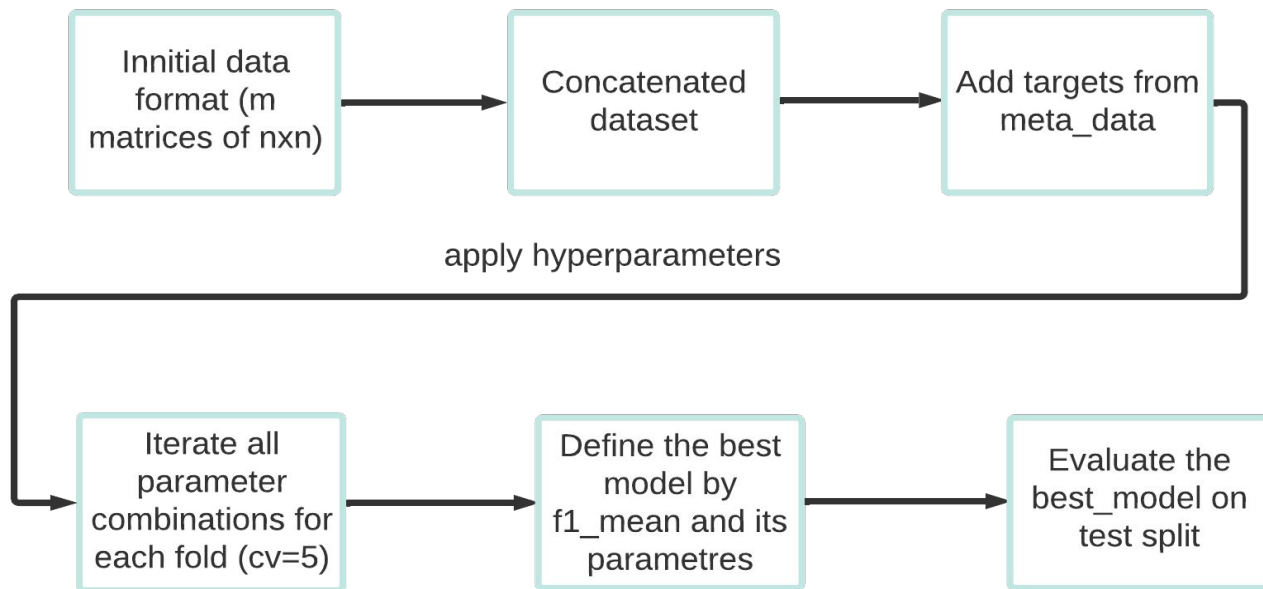 Innitial data
format (m
matrices of nxn)
Concatenated
dataset
Add targets from
meta_data
apply hyperparameters
Iterate all
parameter
combinations for
each fold (cv=5)
Define the best
model by
f1_mean and its
parametres
Evaluate the
best_model on
test split